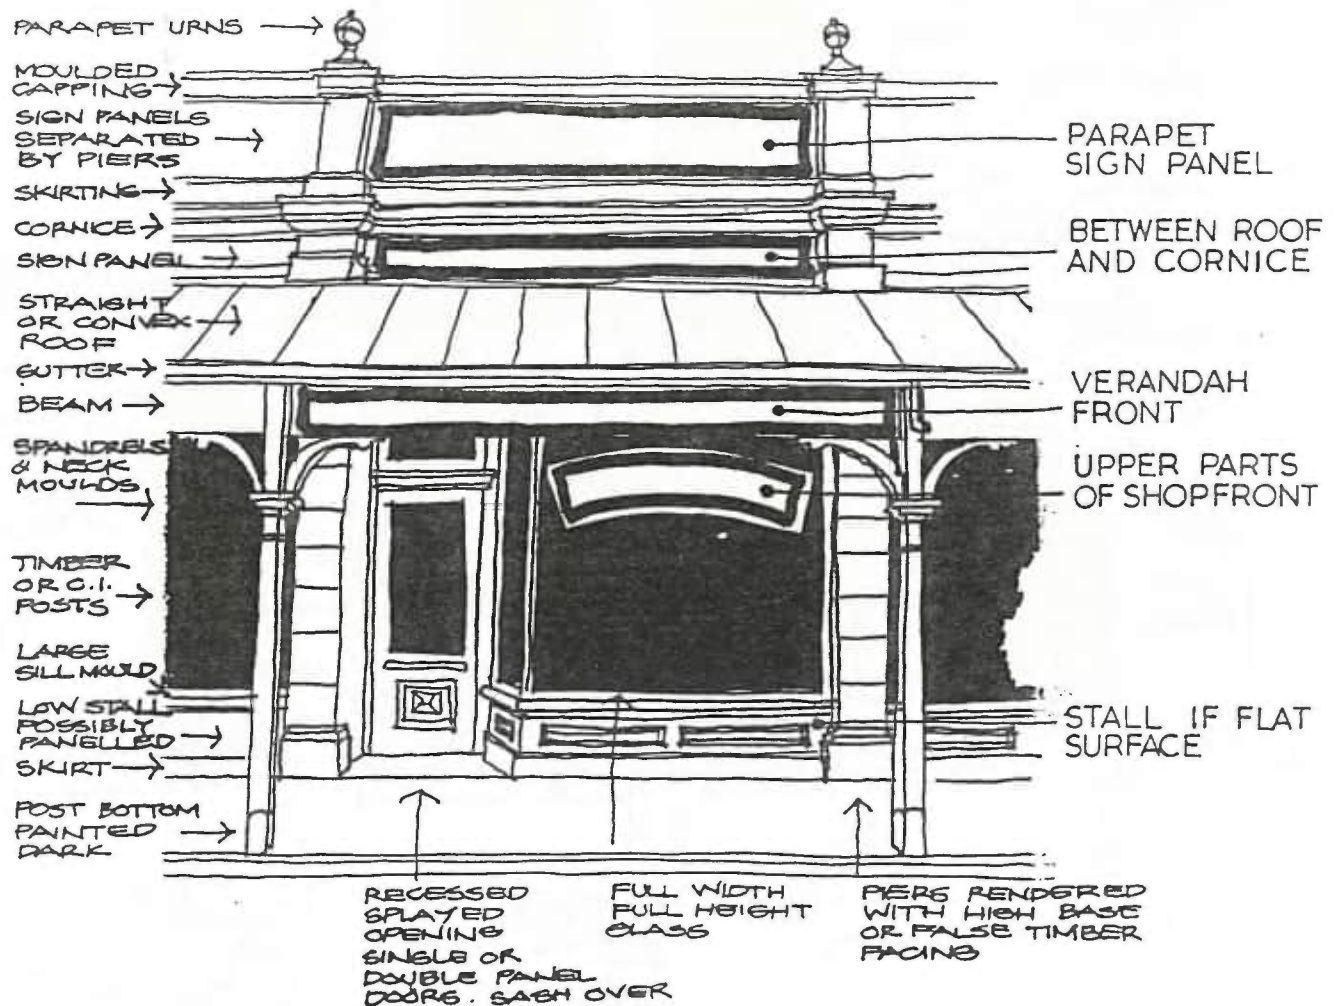 PARAPET URNS
MOULDED
CAPPING
SIGN PANELS
SEPARATED
BY PIERS
SKIRTING
CORNICE
SIGN PANEL
STRAIGHT
OR CONVEX
ROOF
GUTTER
BEAM
SPANDRELS
& NECK
MOULDS
TIMBER
OR C.I.
POSTS
LARGE
SILL MOULD
LOW STALL
POSSIBLY
PANELLED
SKIRT
POST BOTTOM
PAINTED
DARK
PARAPET
SIGN PANEL
BETWEEN ROOF
AND CORNICE
VERANDAH
FRONT
UPPER PARTS
OF SHOPFRONT
STALL IF FLAT
SURFACE
RECESSED
SPLAYED
OPENING
SINGLE OR
DOUBLE PANEL
DOORS. SASH OVER
FULL WIDTH
FULL HEIGHT
GLASS
PIERS RENDERED
WITH HIGH BASE
OR FALSE TIMBER
FACING